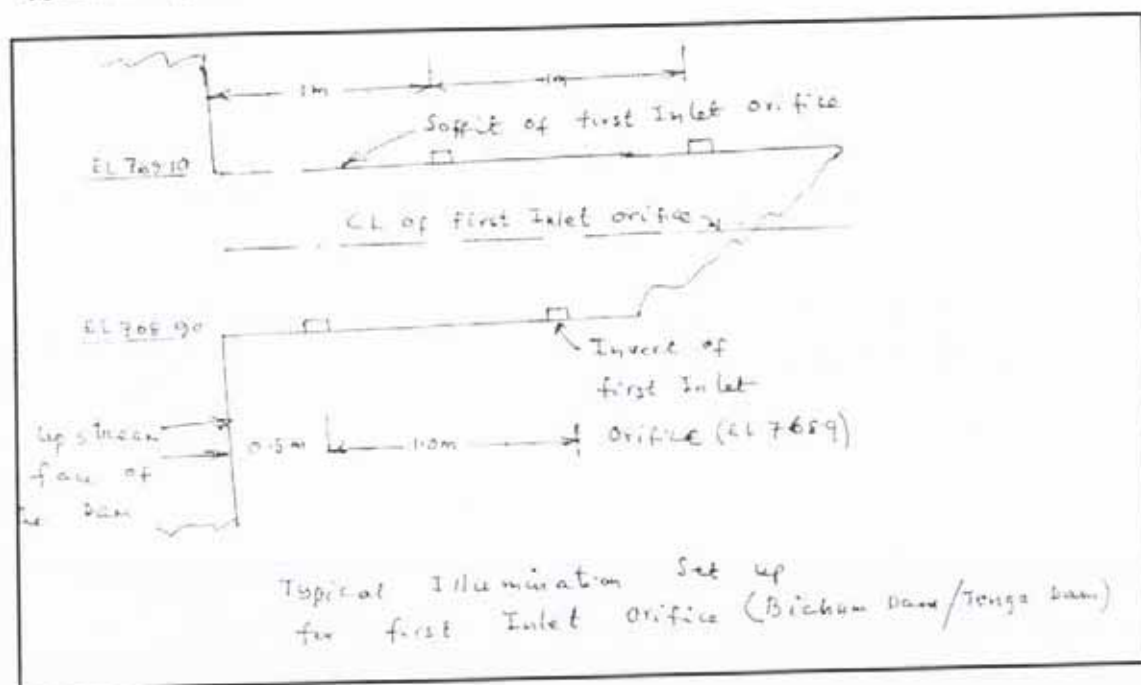 1m
1m
Soffit of first Inlet Orifice
EL 769.10
CL of first Inlet orifice
EL 768.90
Invert of
first Inlet
Orifice (EL 768.9)
upstream
face of
the Dam
0.5m
1.0m
Typical Illumination Set up
for first Inlet Orifice (Bichum Dam/Tenga Dam)